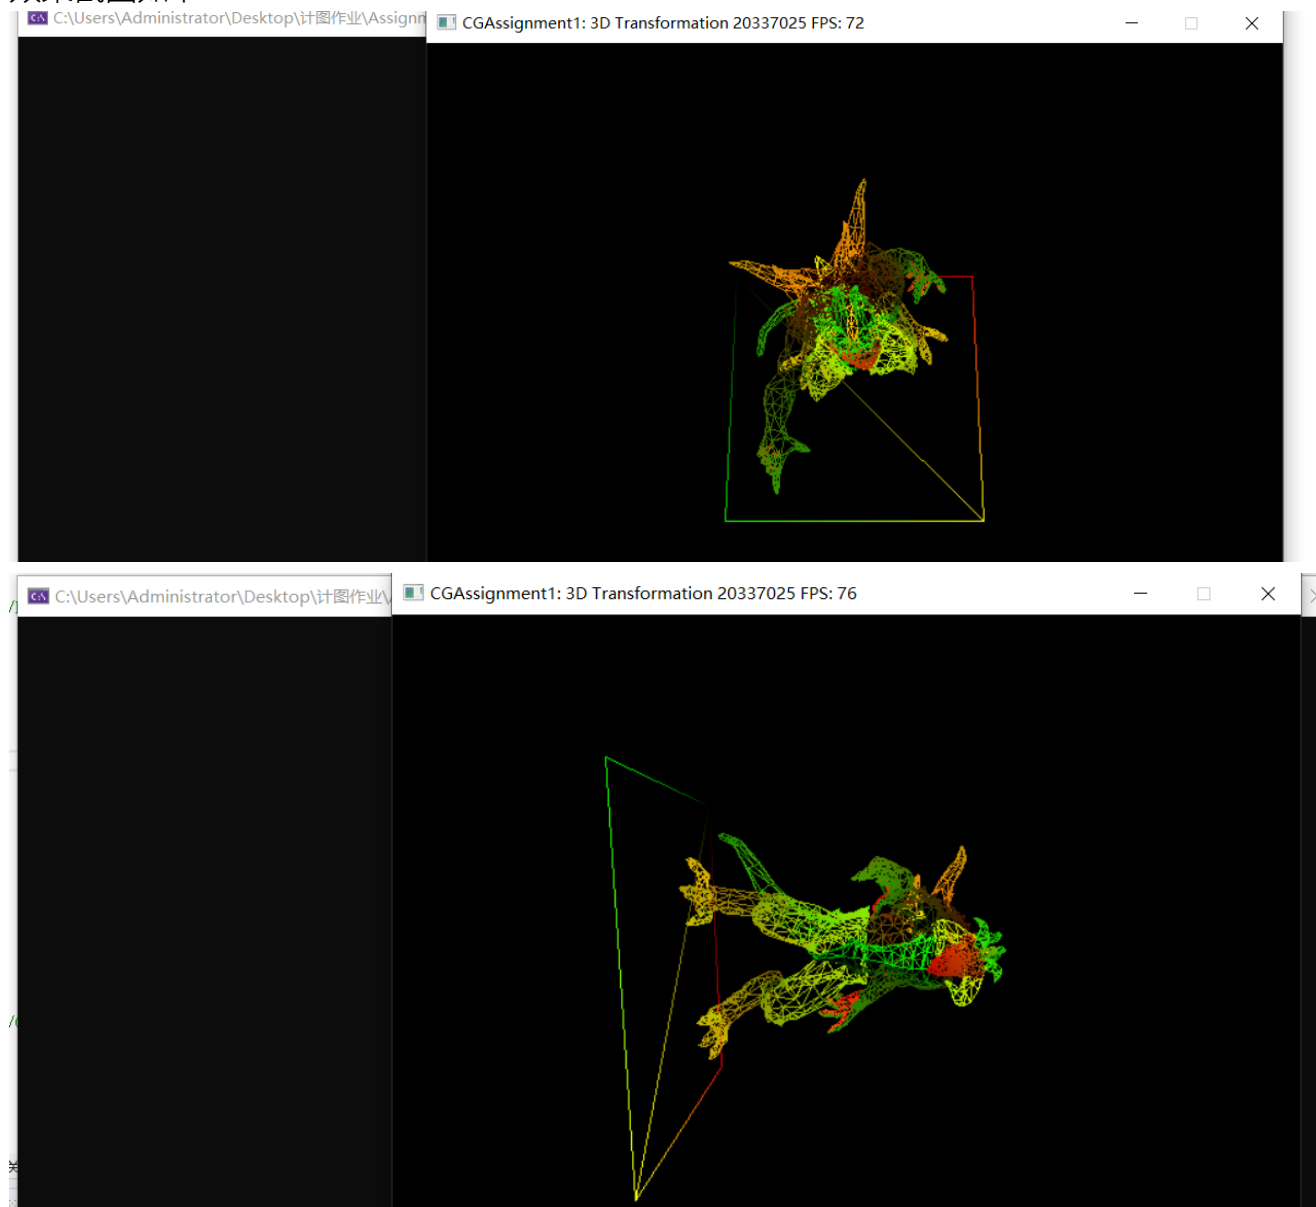 C:\Users\Administrator\Desktop\计图作业\Assignm
CGAssignment1: 3D Transformation 20337025 FPS: 72
C:\Users\Administrator\Desktop\计图作业\
CGAssignment1: 3D Transformation 20337025 FPS: 76